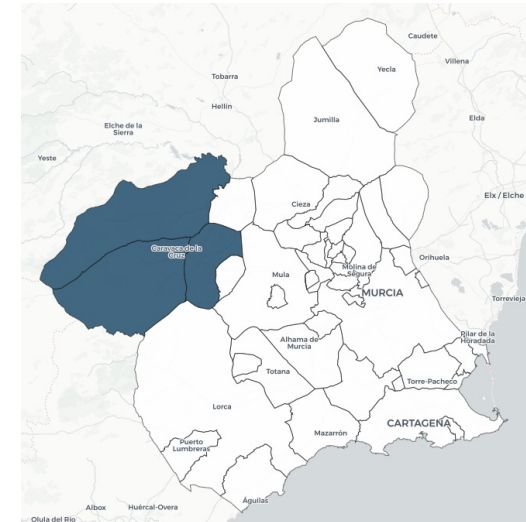 Caudete
Yecla
Villena
Tobarra
Hellín
Elda
Jumilla
Elche de la
Sierra
Yeste
Cieza
Elx / Elche
Caravaca de la
Cruz
Orihuela
Mula
Molina de
Segura
MURCIA
Torrevieja
Pilar de la
Horadada
Alhama de
Murcia
Totana
Torre-Pacheco
Lorca
CARTAGENA
Mazarrón
Puerto
Lumbreras
Águilas
Albox
Huércal-Overa
Olula del Río